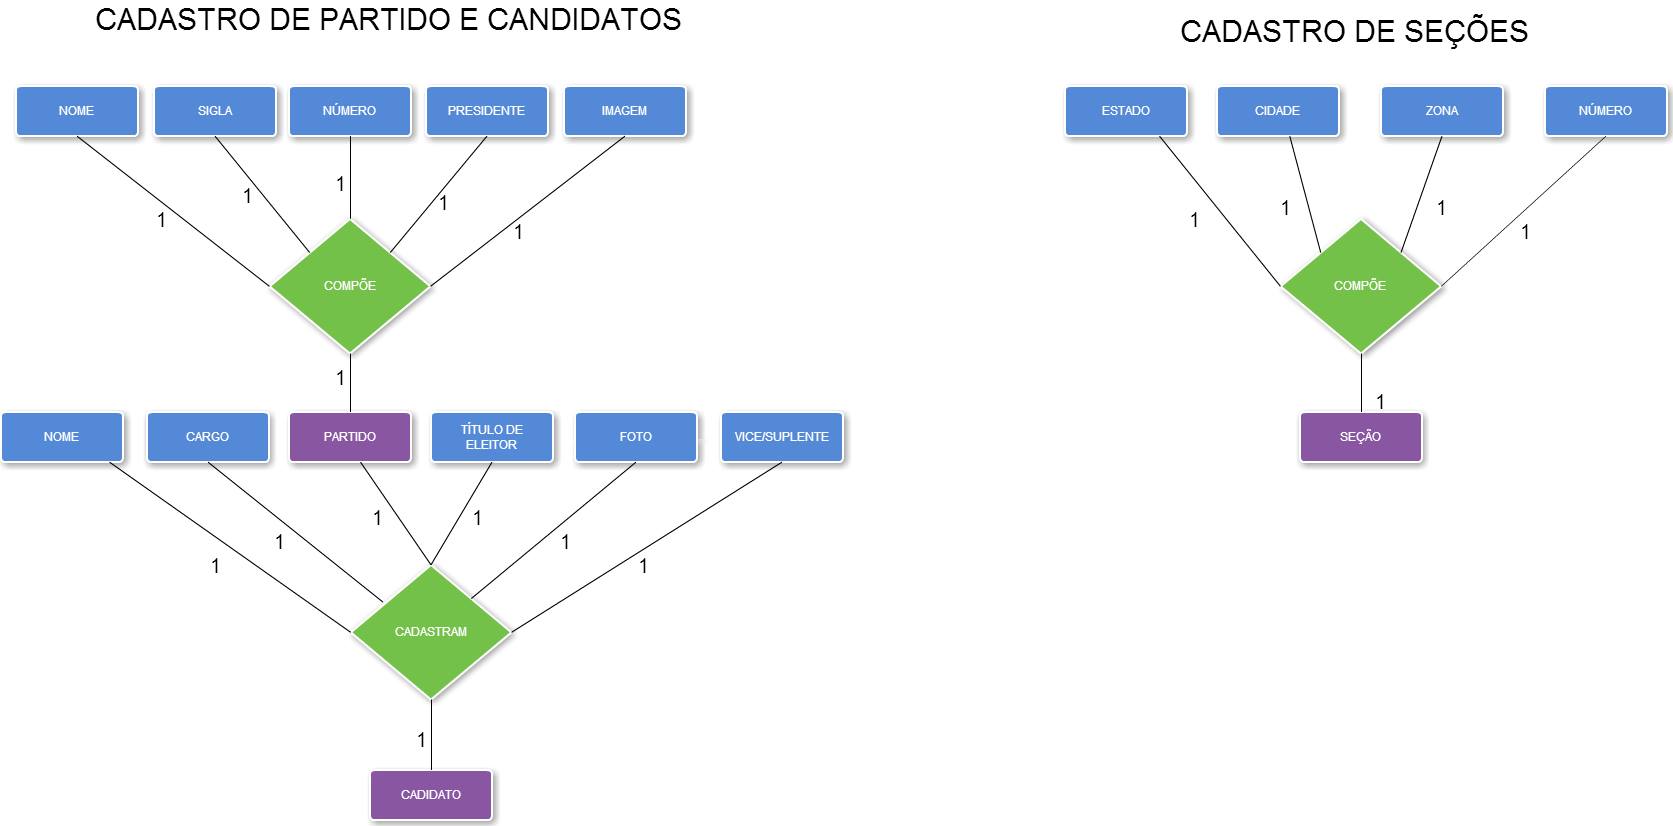 CADASTRO DE PARTIDO E CANDIDATOS
NOME
SIGLA
NÚMERO
PRESIDENTE
IMAGEM
1
1
1
1
1
COMPÕE
1
NOME
CARGO
PARTIDO
TÍTULO DE
ELEITOR
FOTO
VICE/SUPLENTE
1
1
1
1
1
1
CADASTRAM
1
CADIDATO
CADASTRO DE SEÇÕES
ESTADO
CIDADE
ZONA
NÚMERO
1
1
1
1
COMPÕE
1
SEÇÃO